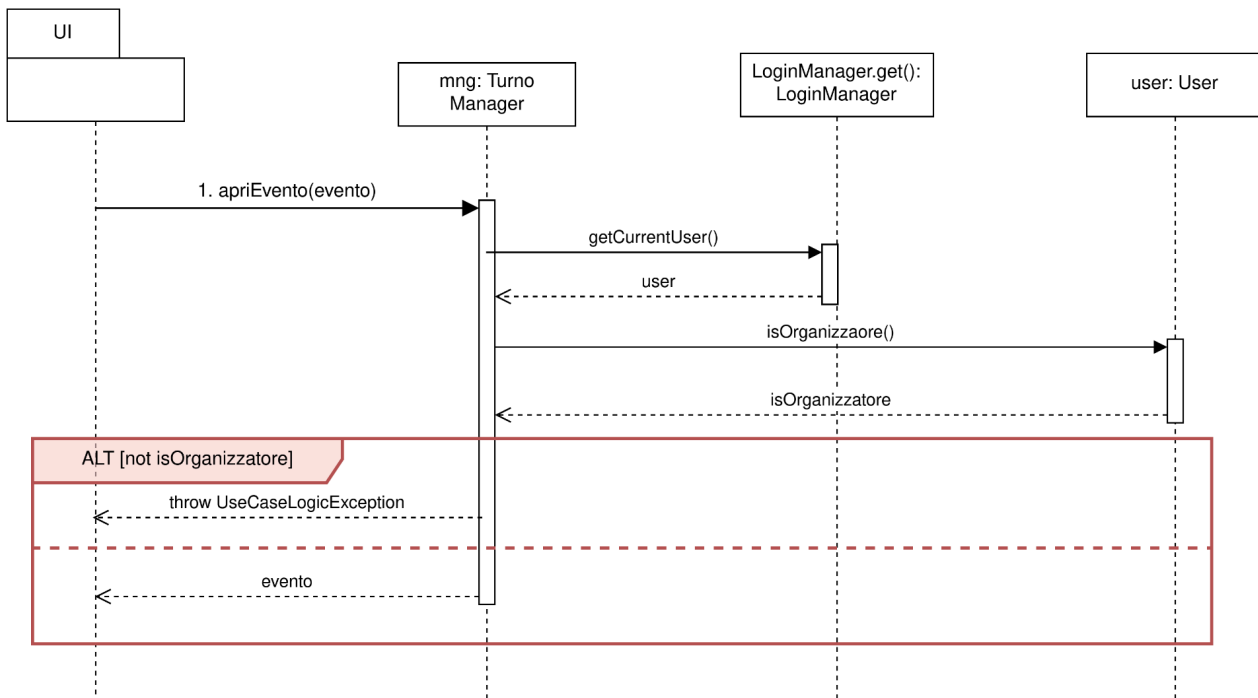 UI
mng: Turno
Manager
LoginManager.get():
LoginManager
user: User
1. apriEvento(evento)
getCurrentUser()
user
isOrganizzaore()
isOrganizzatore
ALT [not isOrganizzatore]
throw UseCaseLogicException
evento